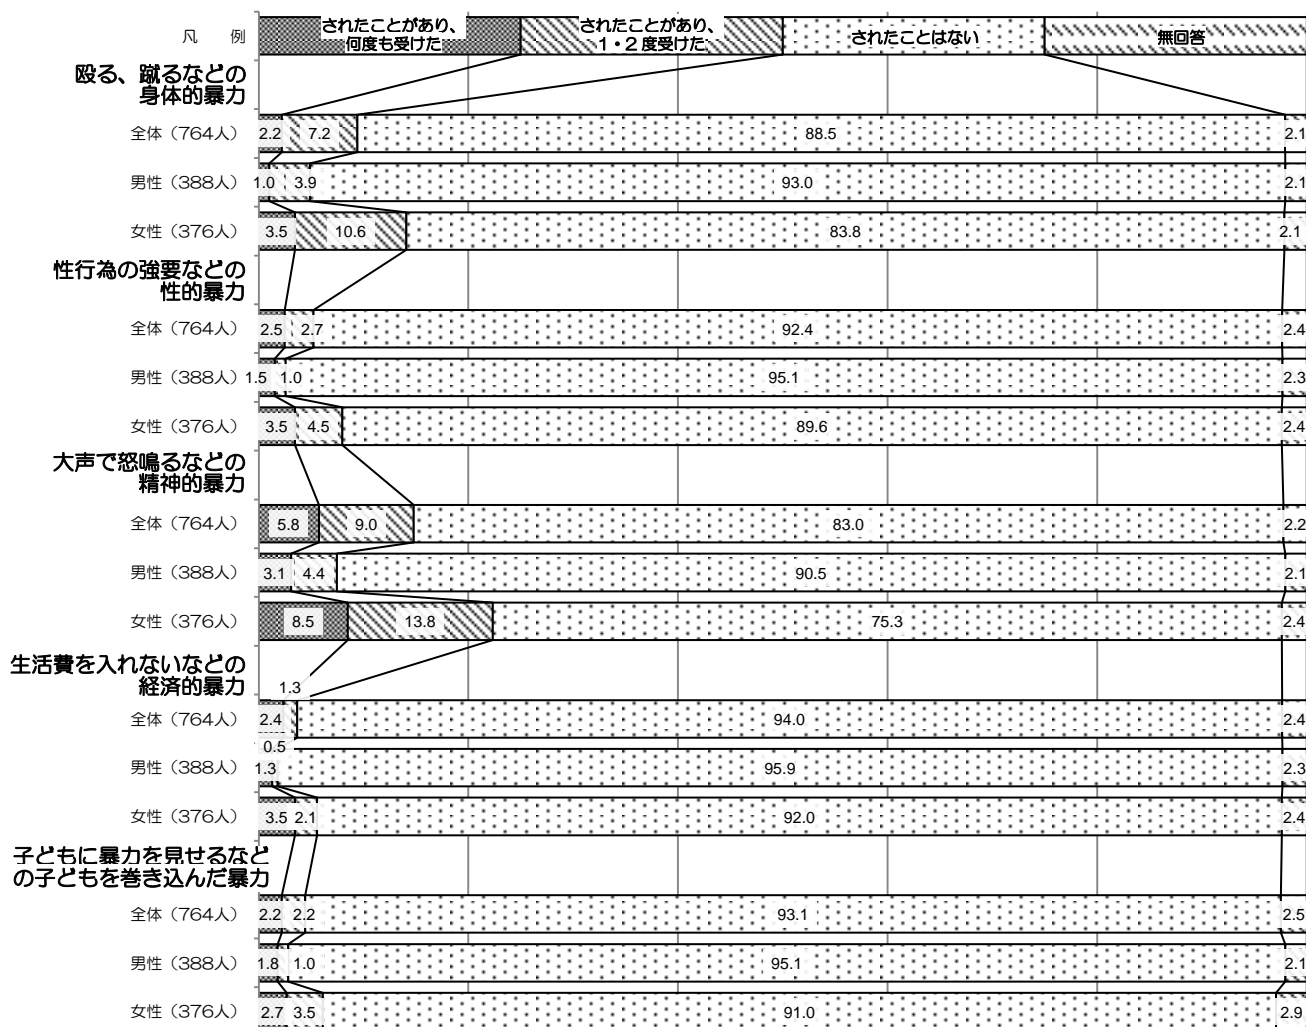 凡　例
されたことがあり、
何度も受けた
されたことがあり、
1・2度受けた
されたことはない
無回答
殴る、蹴るなどの
身体的暴力
全体（764人） 2.2 7.2 88.5 2.1
男性（388人） 1.0 3.9 93.0 2.1
女性（376人） 3.5 10.6 83.8 2.1
性行為の強要などの
性的暴力
全体（764人） 2.5 2.7 92.4 2.4
男性（388人） 1.5 1.0 95.1 2.3
女性（376人） 3.5 4.5 89.6 2.4
大声で怒鳴るなどの
精神的暴力
全体（764人） 5.8 9.0 83.0 2.2
男性（388人） 3.1 4.4 90.5 2.1
女性（376人） 8.5 13.8 75.3 2.4
生活費を入れないなどの
経済的暴力
1.3
全体（764人） 2.4 94.0 2.4
0.5
男性（388人） 1.3 95.9 2.3
女性（376人） 3.5 2.1 92.0 2.4
子どもに暴力を見せるなど
の子どもを巻き込んだ暴力
全体（764人） 2.2 2.2 93.1 2.5
男性（388人） 1.8 1.0 95.1 2.1
女性（376人） 2.7 3.5 91.0 2.9